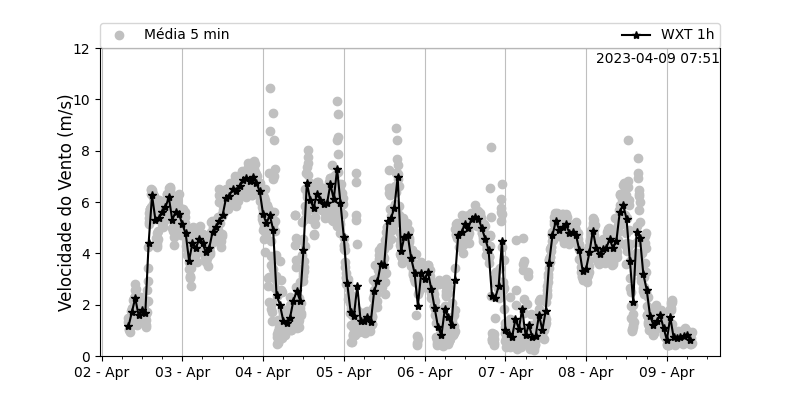 Média 5 min
WXT 1h
2023-04-09 07:51
Velocidade do Vento (m/s)
12
10
8
6
4
2
0
02 - Apr
03 - Apr
04 - Apr
05 - Apr
06 - Apr
07 - Apr
08 - Apr
09 - Apr